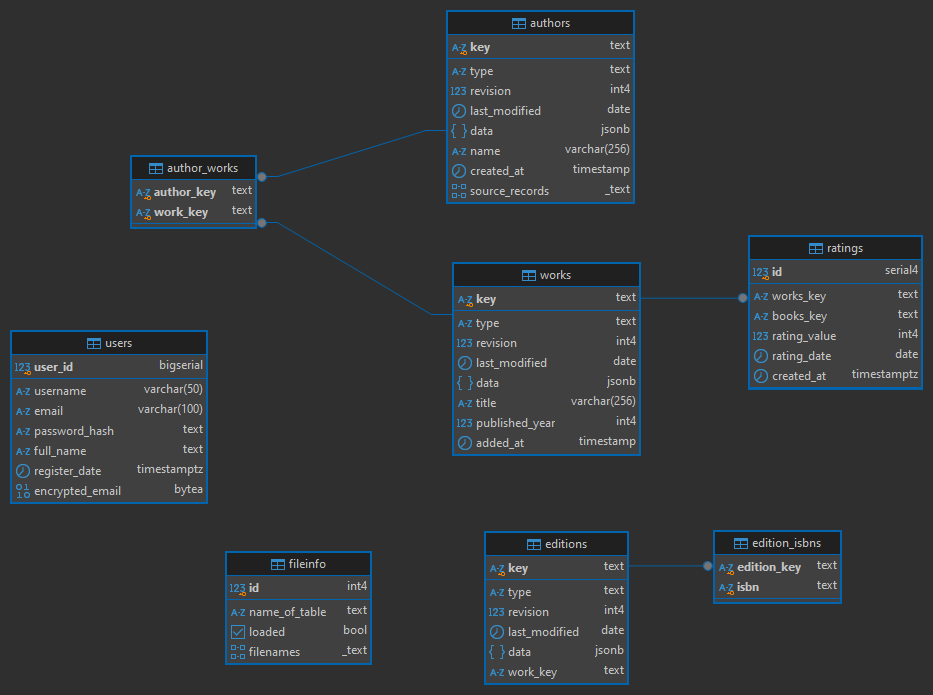 authors
key text
type text
revision int4
last_modified date
data jsonb
name varchar(256)
created_at timestamp
source_records _text
author_works
author_key text
work_key text
works
key text
type text
revision int4
last_modified date
data jsonb
title varchar(256)
published_year int4
added_at timestamp
ratings
id serial4
works_key text
books_key text
rating_value int4
rating_date date
created_at timestamptz
users
user_id bigserial
username varchar(50)
email varchar(100)
password_hash text
full_name text
register_date timestamptz
encrypted_email bytea
fileinfo
id int4
name_of_table text
loaded bool
filenames _text
editions
key text
type text
revision int4
last_modified date
data jsonb
work_key text
edition_isbns
edition_key text
isbn text